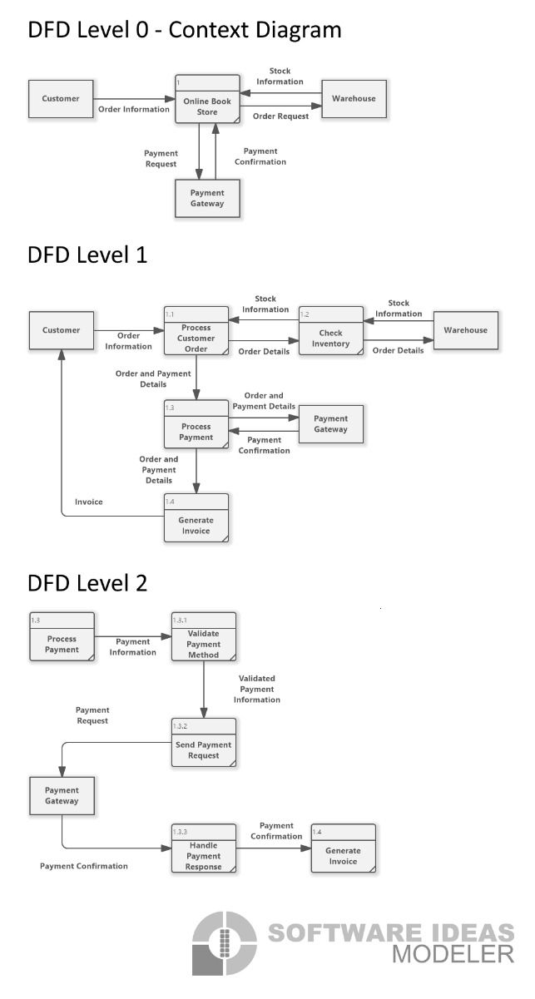 DFD Level 0 - Context Diagram
Customer
Order Information
1
Online Book
Store
Stock
Information
Order Request
Warehouse
Payment
Request
Payment
Confirmation
Payment
Gateway
DFD Level 1
Customer
Order
Information
1.1
Process
Customer
Order
Stock
Information
Order Details
1.2
Check
Inventory
Stock
Information
Order Details
Warehouse
Order and Payment
Details
1.3
Process
Payment
Order and
Payment Details
Payment
Confirmation
Payment
Gateway
Order and
Payment
Details
Invoice
1.4
Generate
Invoice
DFD Level 2
1.3
Process
Payment
Payment
Information
1.3.1
Validate
Payment
Method
Validated
Payment
Information
Payment
Request
1.3.2
Send Payment
Request
Payment
Gateway
Payment Confirmation
1.3.3
Handle
Payment
Response
Payment
Confirmation
1.4
Generate
Invoice
SOFTWARE IDEAS
MODELER